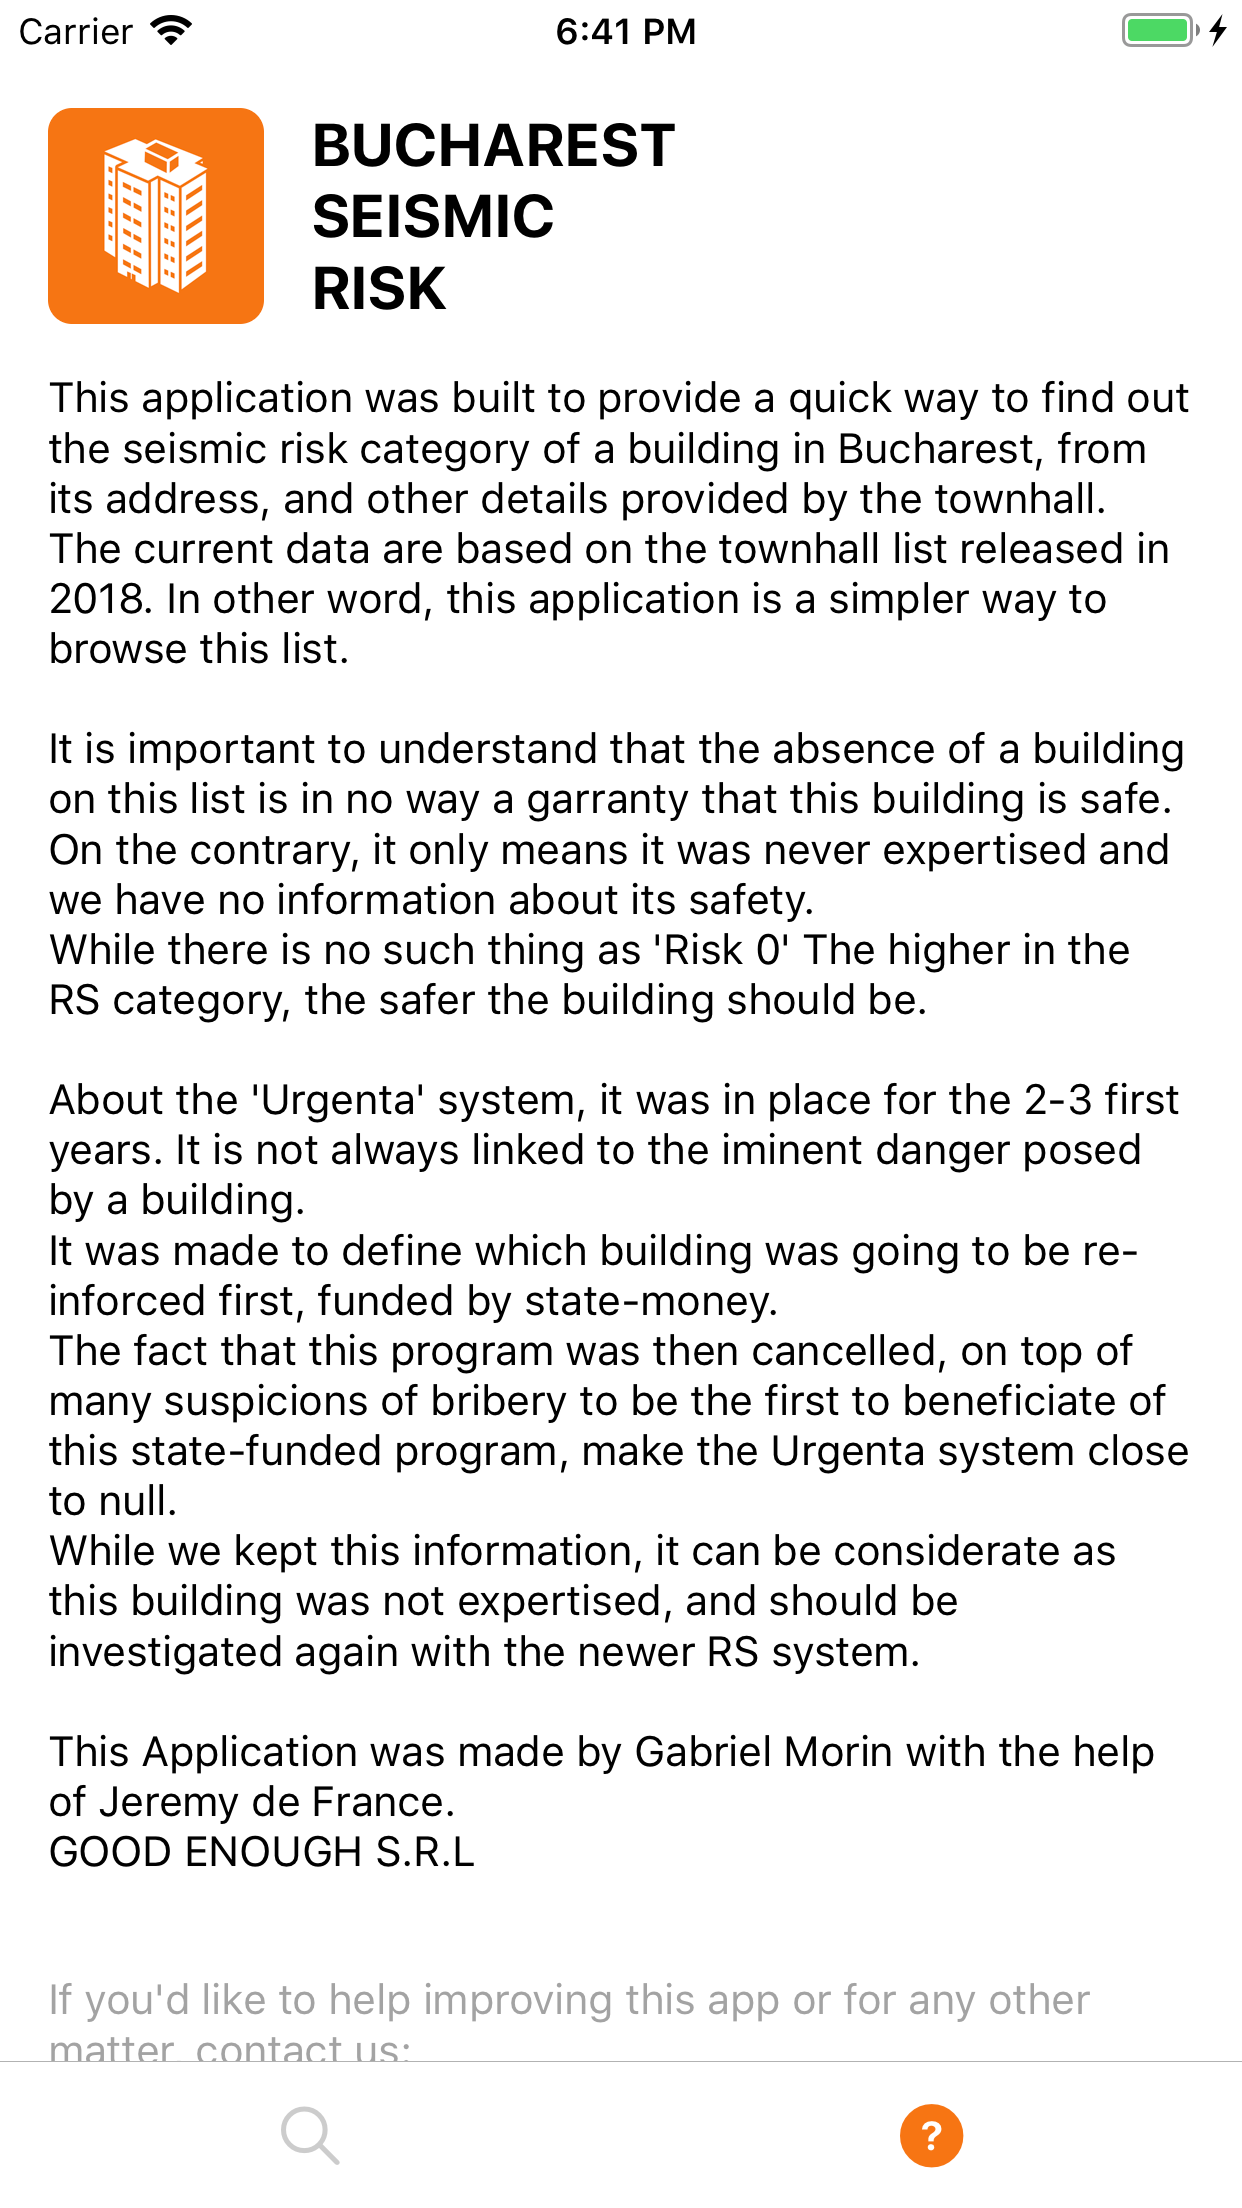 Carrier 6:41 PM
BUCHAREST
SEISMIC
RISK
This application was built to provide a quick way to find out
the seismic risk category of a building in Bucharest, from
its address, and other details provided by the townhall.
The current data are based on the townhall list released in
2018. In other word, this application is a simpler way to
browse this list.
It is important to understand that the absence of a building
on this list is in no way a garranty that this building is safe.
On the contrary, it only means it was never expertised and
we have no information about its safety.
While there is no such thing as 'Risk 0' The higher in the
RS category, the safer the building should be.
About the 'Urgenta' system, it was in place for the 2-3 first
years. It is not always linked to the iminent danger posed
by a building.
It was made to define which building was going to be re-
inforced first, funded by state-money.
The fact that this program was then cancelled, on top of
many suspicions of bribery to be the first to beneficiate of
this state-funded program, make the Urgenta system close
to null.
While we kept this information, it can be considerate as
this building was not expertised, and should be
investigated again with the newer RS system.
This Application was made by Gabriel Morin with the help
of Jeremy de France.
GOOD ENOUGH S.R.L
If you'd like to help improving this app or for any other
matter, contact us:
?